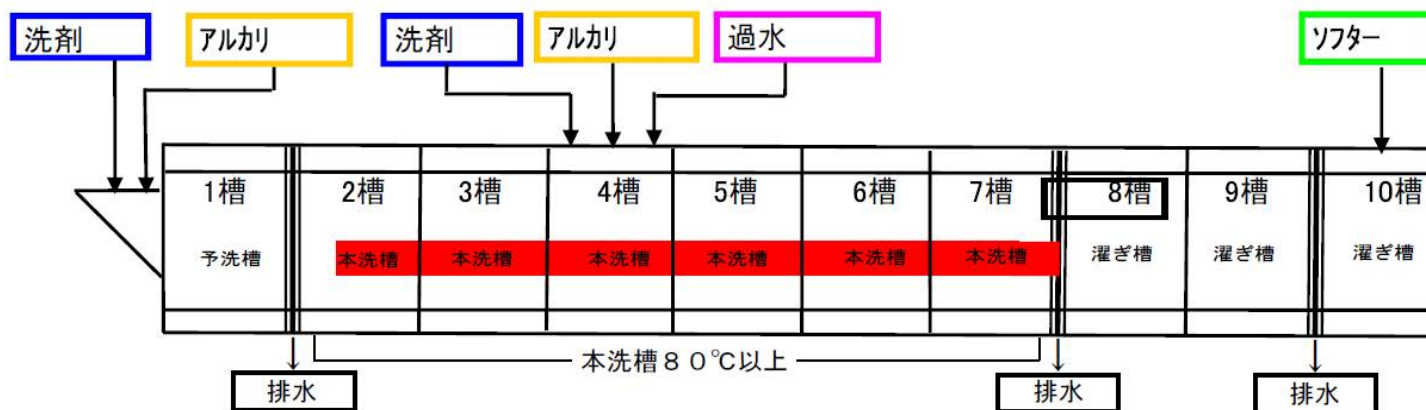 洗剤
アルカリ
洗剤
アルカリ
過水
ソフター
1槽
2槽
3槽
4槽
5槽
6槽
7槽
8槽
9槽
10槽
予洗槽
本洗槽
本洗槽
本洗槽
本洗槽
本洗槽
本洗槽
濯ぎ槽
濯ぎ槽
濯ぎ槽
本洗槽80℃以上
排水
排水
排水